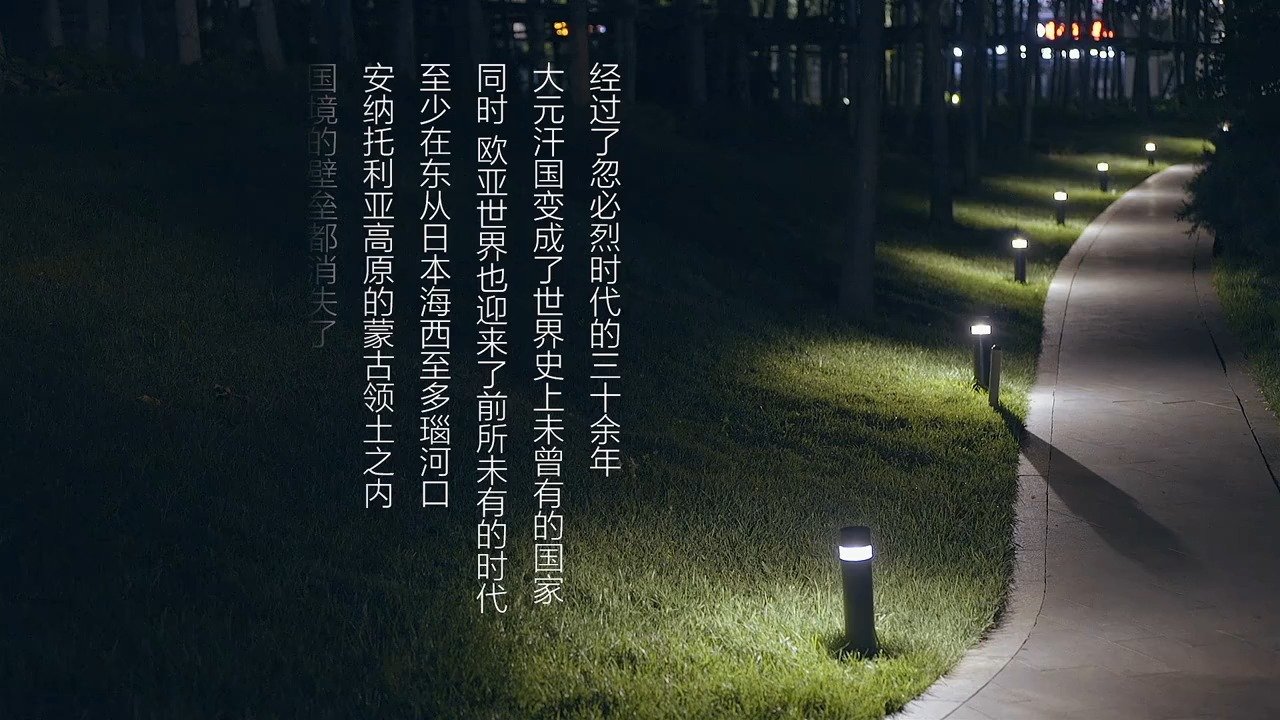 经过了忽必烈时代的三十余年
大元汗国变成了世界史上未曾有的国家
同时 欧亚世界也迎来了前所未有的时代
至少在东从日本海西至多瑙河口
安纳托利亚高原的蒙古领土之内
国境的壁垒都消失了